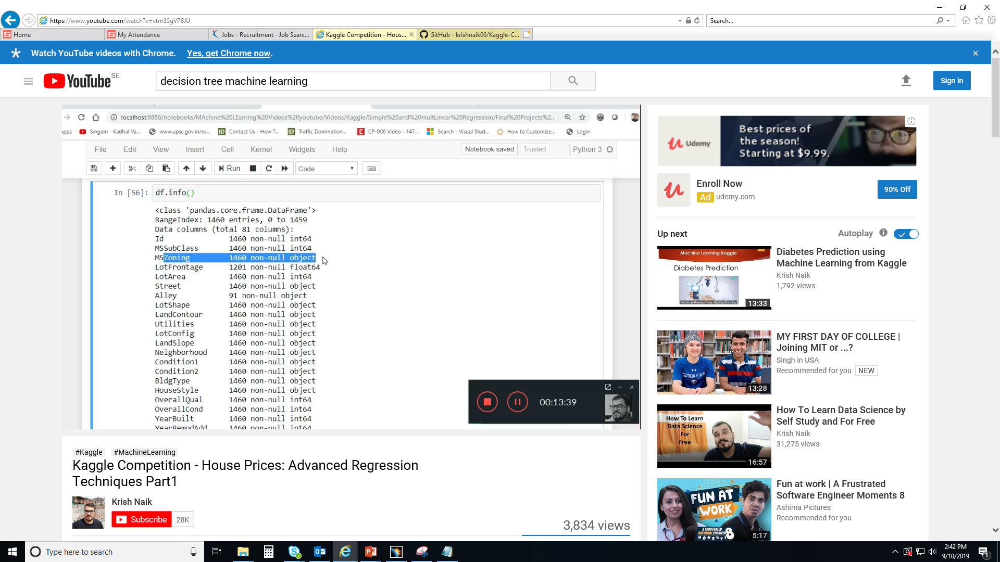 https://www.youtube.com/watch?v=vtm35gVP8JU
Search...
Home
My Attendance
Jobs - Recruitment - Job Searc...
Kaggle Competition - Hous...
GitHub - krishnaik06/Kaggle-C...
Watch YouTube videos with Chrome. Yes, get Chrome now.
YouTube SE
decision tree machine learning
Sign in
localhost:8888/notebooks/MAchine%20LEarning%20Videos%20youtube/Videos/Kaggle/Simple%20and%20multLinear%20Regression/Final%20Projects%2...
Apps
Singam - Kadhal Va...
www.upsc.gov.in/ex...
Contact Us - How T...
Traffic Domination...
CP-006 Video - 147...
Search - Visual Stud...
How to Customize...
Login
File Edit View Insert Cell Kernel Widgets Help
Notebook saved Trusted Python 3
Run Code
In [56]: df.info()
<class 'pandas.core.frame.DataFrame'>
RangeIndex: 1460 entries, 0 to 1459
Data columns (total 81 columns):
Id 1460 non-null int64
MSSubClass 1460 non-null int64
MSZoning 1460 non-null object
LotFrontage 1201 non-null float64
LotArea 1460 non-null int64
Street 1460 non-null object
Alley 91 non-null object
LotShape 1460 non-null object
LandContour 1460 non-null object
Utilities 1460 non-null object
LotConfig 1460 non-null object
LandSlope 1460 non-null object
Neighborhood 1460 non-null object
Condition1 1460 non-null object
Condition2 1460 non-null object
BldgType 1460 non-null object
HouseStyle 1460 non-null object
OverallQual 1460 non-null int64
OverallCond 1460 non-null int64
YearBuilt 1460 non-null int64
YearRemodAdd 1460 non-null int64
00:13:39
#Kaggle #MachineLearning
Kaggle Competition - House Prices: Advanced Regression
Techniques Part1
Krish Naik
Subscribe 28K
3,834 views
Udemy
Best prices of
the season!
Starting at $9.99.
Enroll Now
Ad udemy.com
90% Off
Up next
Autoplay
Machine Learning Kaggle
Diabetes Prediction
Predicting Diabetes Using Machine Learning
13:33
Diabetes Prediction using
Machine Learning from Kaggle
Krish Naik
1,792 views
GEORGIA STATE
13:28
MY FIRST DAY OF COLLEGE |
Joining MIT or ...?
Singh in USA
Recommended for you NEW
How To Learn
Data Science
For
Free
16:57
How To Learn Data Science by
Self Study and For Free
Krish Naik
31,275 views
FUN AT
WORK
A FRUSTRATED
SOFTWARE ENGINEER
MOMENTS 8
5:17
Fun at work | A Frustrated
Software Engineer Moments 8
Ashima Pictures
Recommended for you
Type here to search
2:42 PM
9/10/2019
1